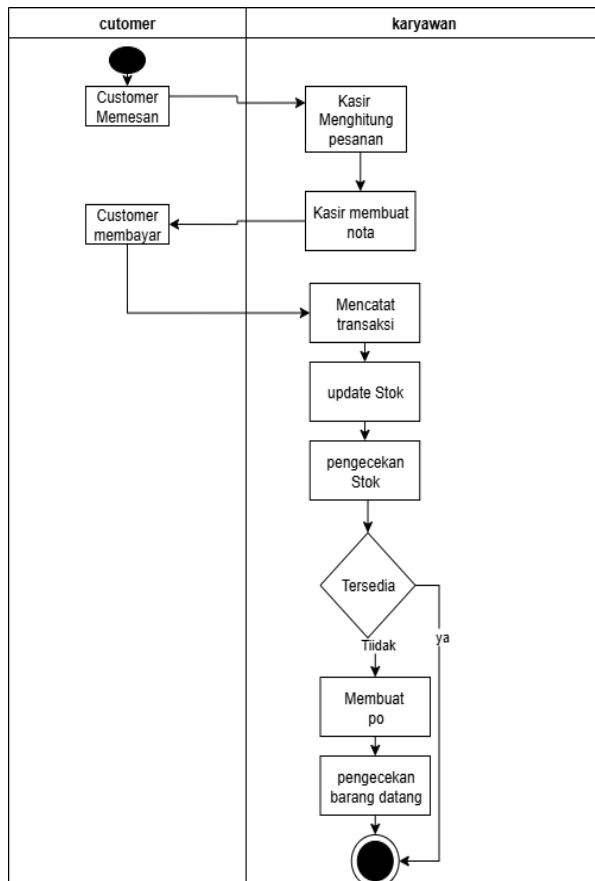 cutomer
karyawan
Customer
Memesan
Kasir
Menghitung
pesanan
Kasir membuat
nota
Customer
membayar
Mencatat
transaksi
update Stok
pengecekan
Stok
Tersedia
Tiidak
ya
Membuat
po
pengecekan
barang datang